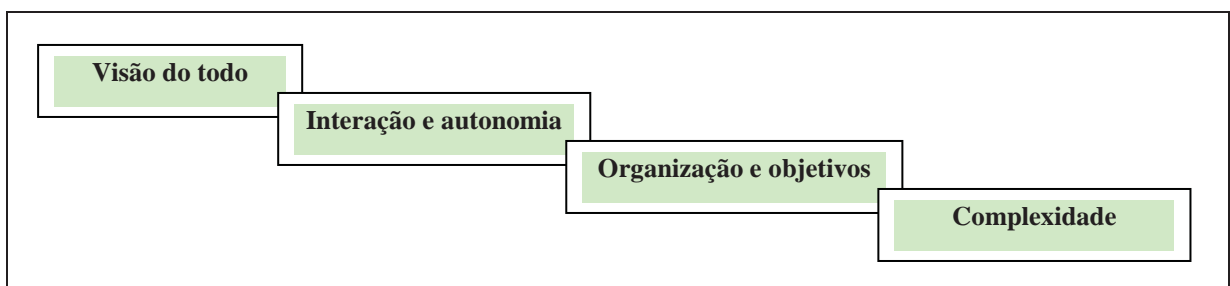 Visão do todo
Interação e autonomia
Organização e objetivos
Complexidade